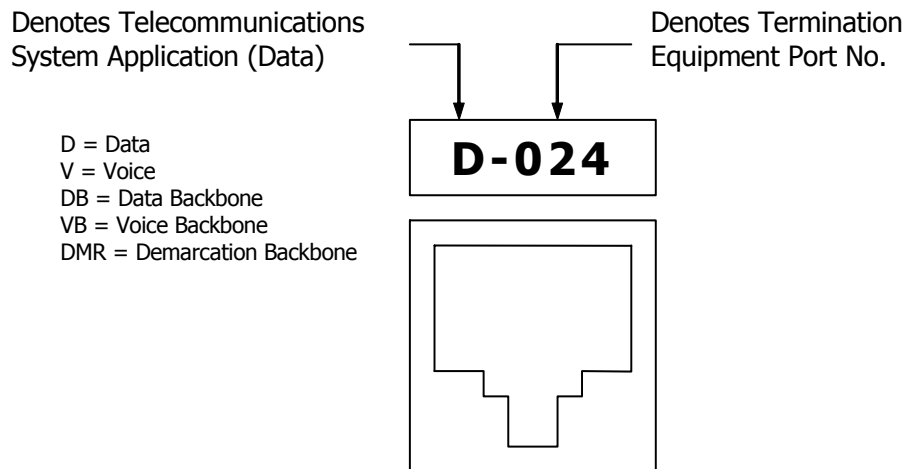 Denotes Telecommunications
System Application (Data)
Denotes Termination
Equipment Port No.
D = Data
V = Voice
DB = Data Backbone
VB = Voice Backbone
DMR = Demarcation Backbone
D-024